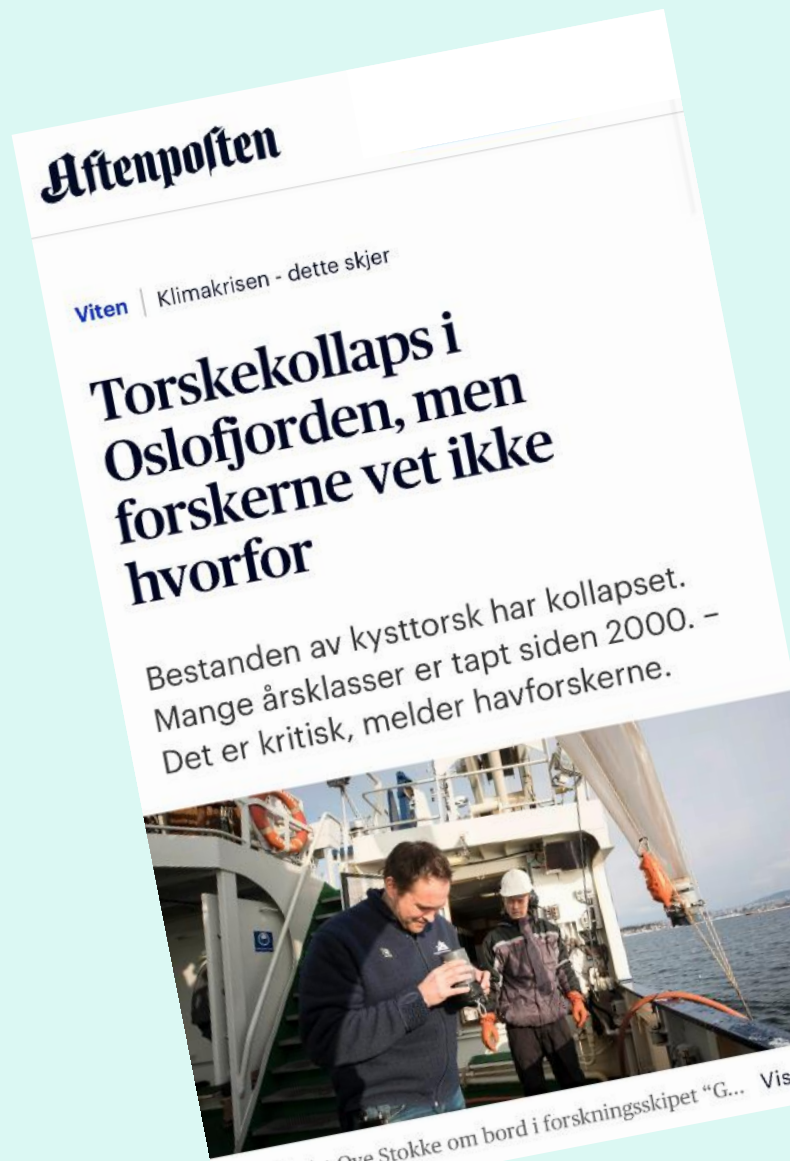 Aftenposten
Viten | Klimakrisen - dette skjer
Torskekollaps i
Oslofjorden, men
forskerne vet ikke
hvorfor
Bestanden av kysttorsk har kollapset.
Mange årsklasser er tapt siden 2000. –
Det er kritisk, melder havforskerne.
Ove Stokke om bord i forskningsskipet “G... Vis